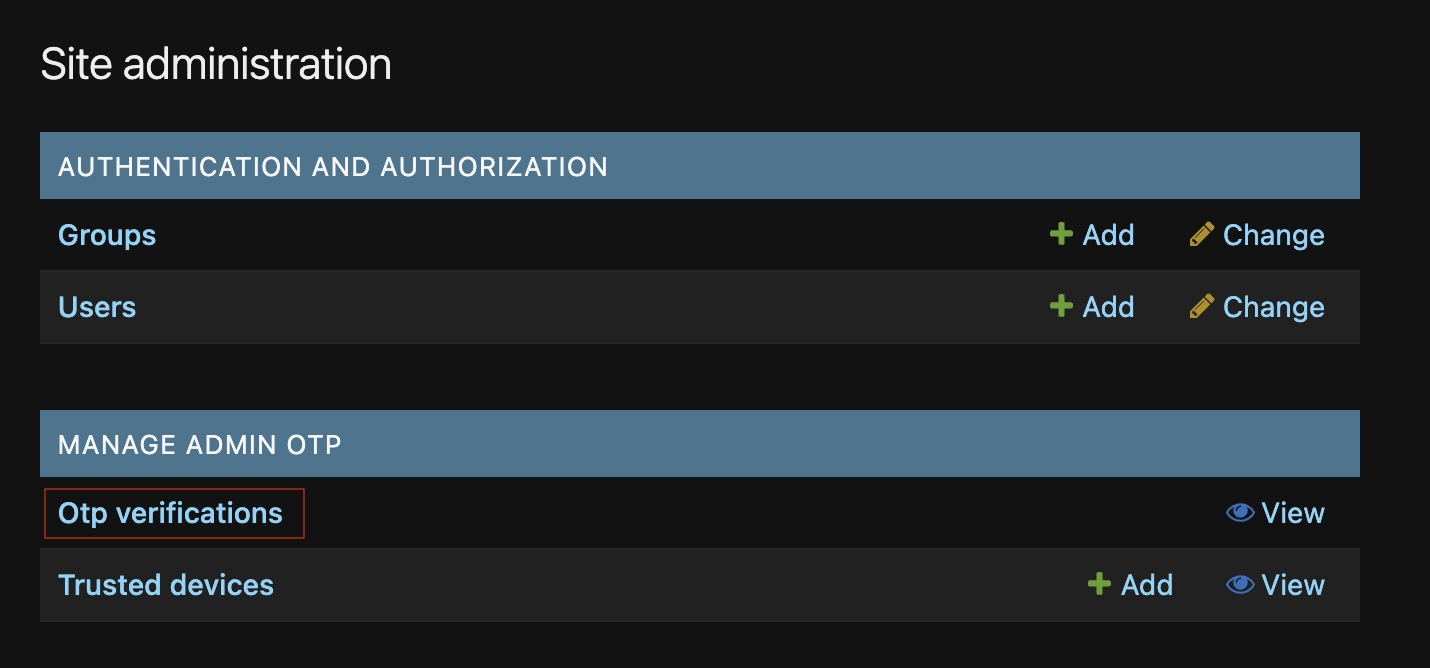 Site administration
AUTHENTICATION AND AUTHORIZATION
Groups Add Change
Users Add Change
MANAGE ADMIN OTP
Otp verifications View
Trusted devices Add View